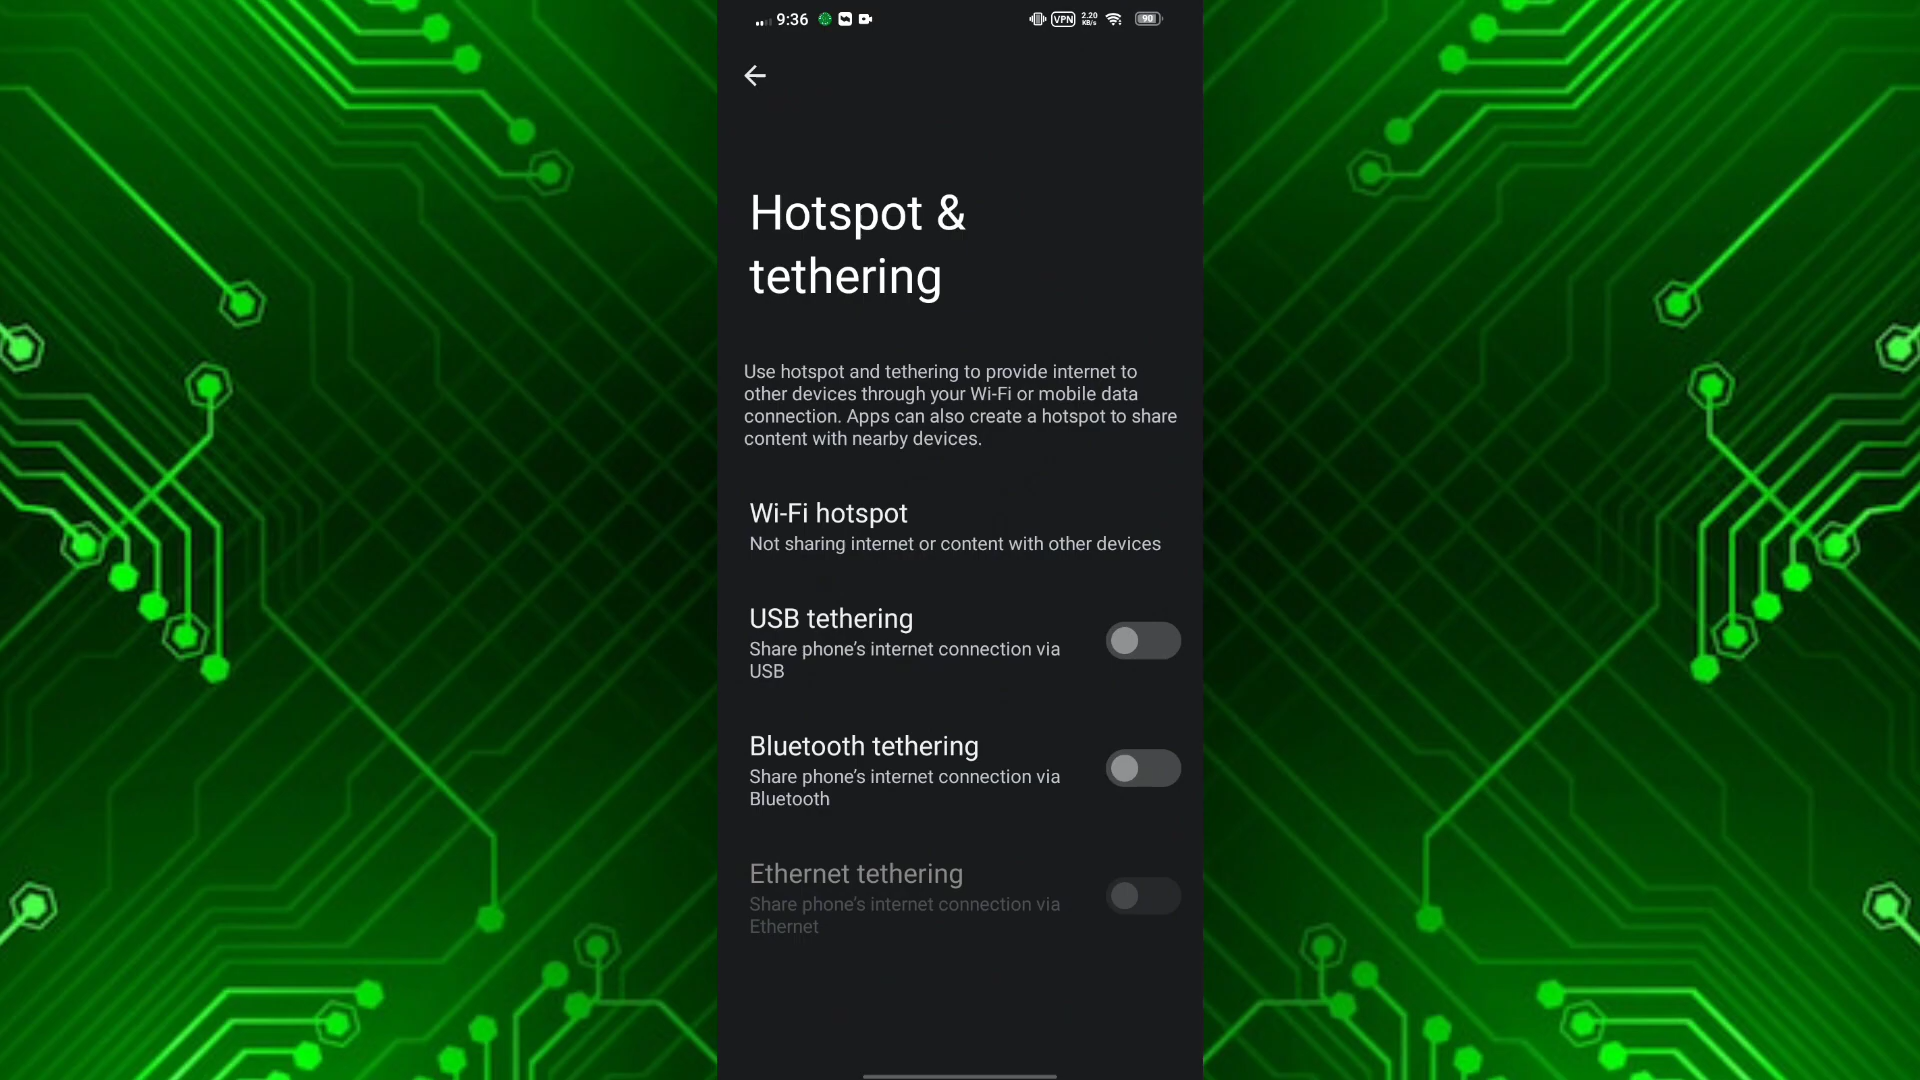 9:36 VPN 2.20 KB/s 90
Hotspot &
tethering
Use hotspot and tethering to provide internet to
other devices through your Wi-Fi or mobile data
connection. Apps can also create a hotspot to share
content with nearby devices.
Wi-Fi hotspot
Not sharing internet or content with other devices
USB tethering
Share phone’s internet connection via
USB
Bluetooth tethering
Share phone’s internet connection via
Bluetooth
Ethernet tethering
Share phone’s internet connection via
Ethernet